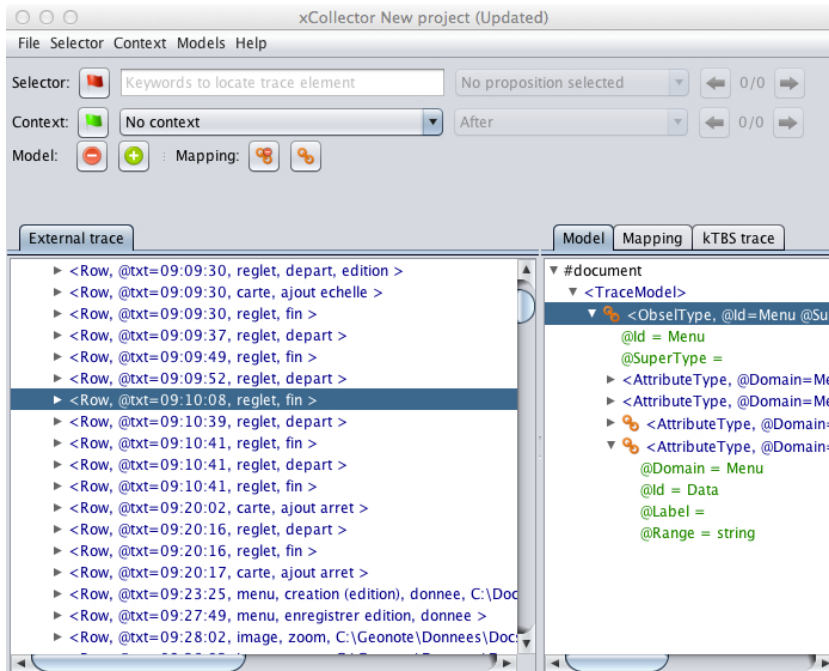 xCollector New project (Updated)
File Selector Context Models Help
Selector: Keywords to locate trace element No proposition selected 0/0
Context: No context After 0/0
Model: Mapping:
External trace
<Row, @txt=09:09:30, reglet, depart, edition >
<Row, @txt=09:09:30, carte, ajout echelle >
<Row, @txt=09:09:30, reglet, fin >
<Row, @txt=09:09:37, reglet, depart >
<Row, @txt=09:09:49, reglet, fin >
<Row, @txt=09:09:52, reglet, depart >
<Row, @txt=09:10:08, reglet, fin >
<Row, @txt=09:10:39, reglet, depart >
<Row, @txt=09:10:41, reglet, fin >
<Row, @txt=09:10:41, reglet, depart >
<Row, @txt=09:10:41, reglet, fin >
<Row, @txt=09:20:02, carte, ajout arret >
<Row, @txt=09:20:16, reglet, depart >
<Row, @txt=09:20:16, reglet, fin >
<Row, @txt=09:20:17, carte, ajout arret >
<Row, @txt=09:23:25, menu, creation (edition), donnee, C:\Doc
<Row, @txt=09:27:49, menu, enregistrer edition, donnee >
<Row, @txt=09:28:02, image, zoom, C:\Geonote\Donnees\Docs
Model Mapping kTBS trace
#document
<TraceModel>
<ObselType, @Id=Menu @Su
@Id = Menu
@SuperType =
<AttributeType, @Domain=Me
<AttributeType, @Domain=Me
<AttributeType, @Domain=
<AttributeType, @Domain=
@Domain = Menu
@Id = Data
@Label =
@Range = string